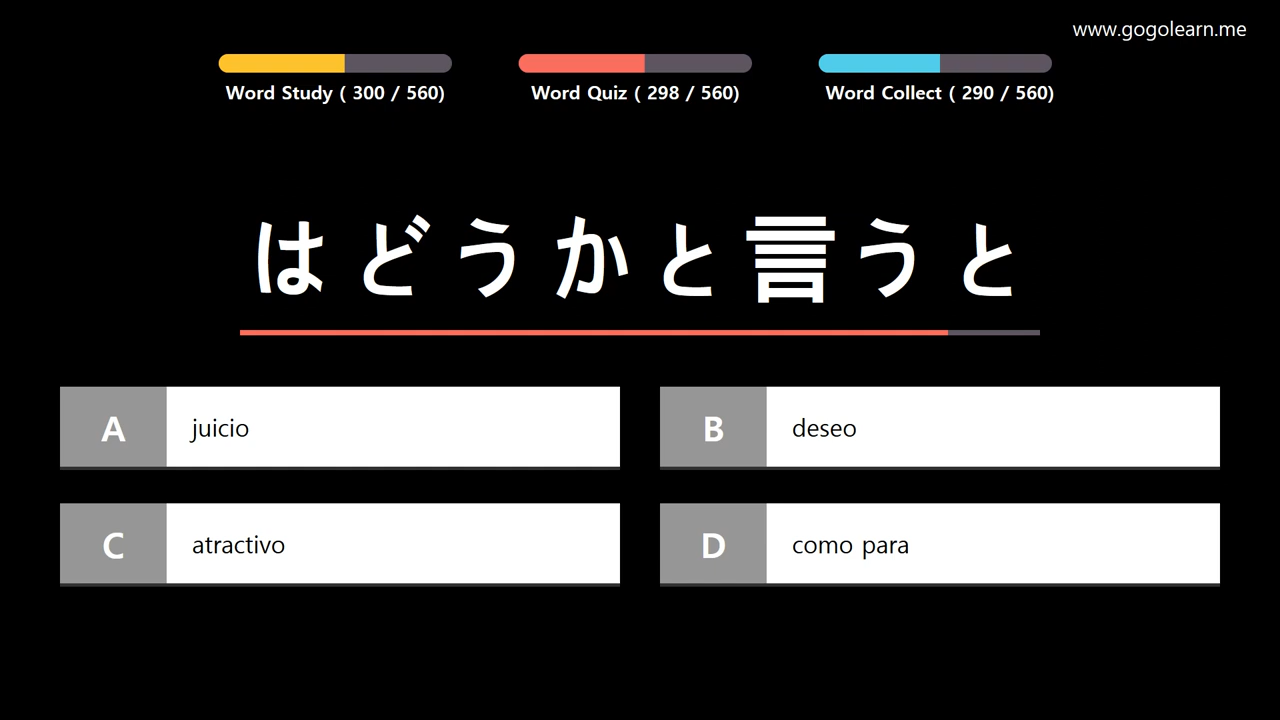 www.gogolearn.me
Word Study ( 300 / 560)
Word Quiz ( 298 / 560)
Word Collect ( 290 / 560)
はどうかと言うと
A juicio
B deseo
C atractivo
D como para